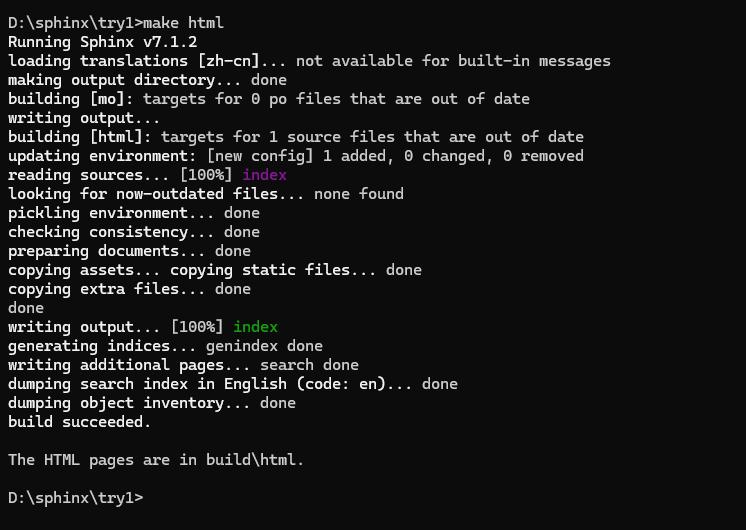 D:\sphinx\try1>make html
Running Sphinx v7.1.2
loading translations [zh-cn]... not available for built-in messages
making output directory... done
building [mo]: targets for 0 po files that are out of date
writing output...
building [html]: targets for 1 source files that are out of date
updating environment: [new config] 1 added, 0 changed, 0 removed
reading sources... [100%] index
looking for now-outdated files... none found
pickling environment... done
checking consistency... done
preparing documents... done
copying assets... copying static files... done
copying extra files... done
done
writing output... [100%] index
generating indices... genindex done
writing additional pages... search done
dumping search index in English (code: en)... done
dumping object inventory... done
build succeeded.

The HTML pages are in build\html.

D:\sphinx\try1>